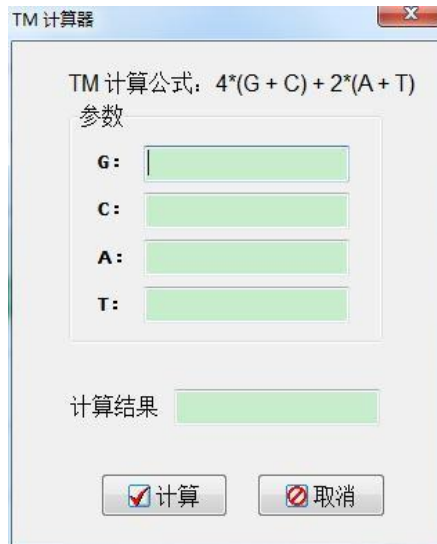 TM 计算器
TM 计算公式：4*(G + C) + 2*(A + T)
参数
G：
C：
A：
T：
计算结果
计算 取消